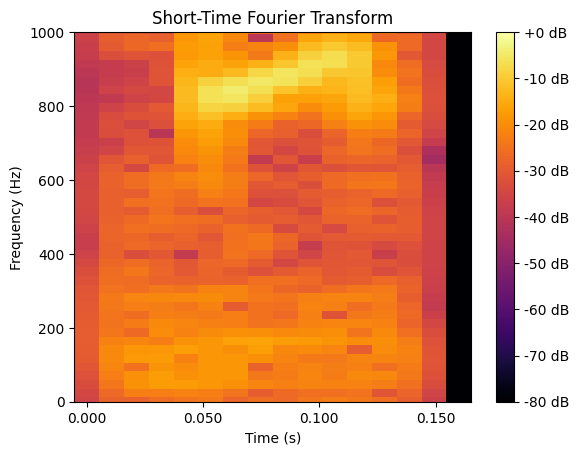 Short-Time Fourier Transform
1000
800
600
400
200
0
Frequency (Hz)
0.000
0.050
0.100
0.150
Time (s)
+0 dB
-10 dB
-20 dB
-30 dB
-40 dB
-50 dB
-60 dB
-70 dB
-80 dB